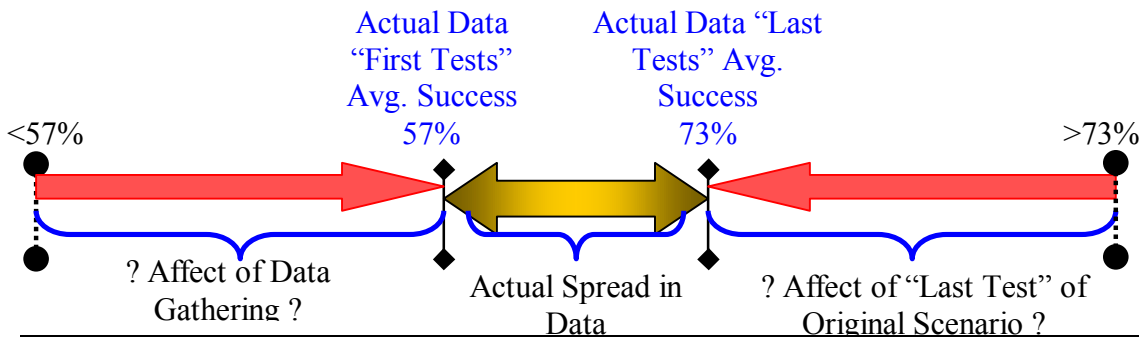 Actual Data
“First Tests”
Avg. Success
57%
Actual Data “Last
Tests” Avg.
Success
73%
<57%
>73%
? Affect of Data
Gathering ?
Actual Spread in
Data
? Affect of “Last Test” of
Original Scenario ?